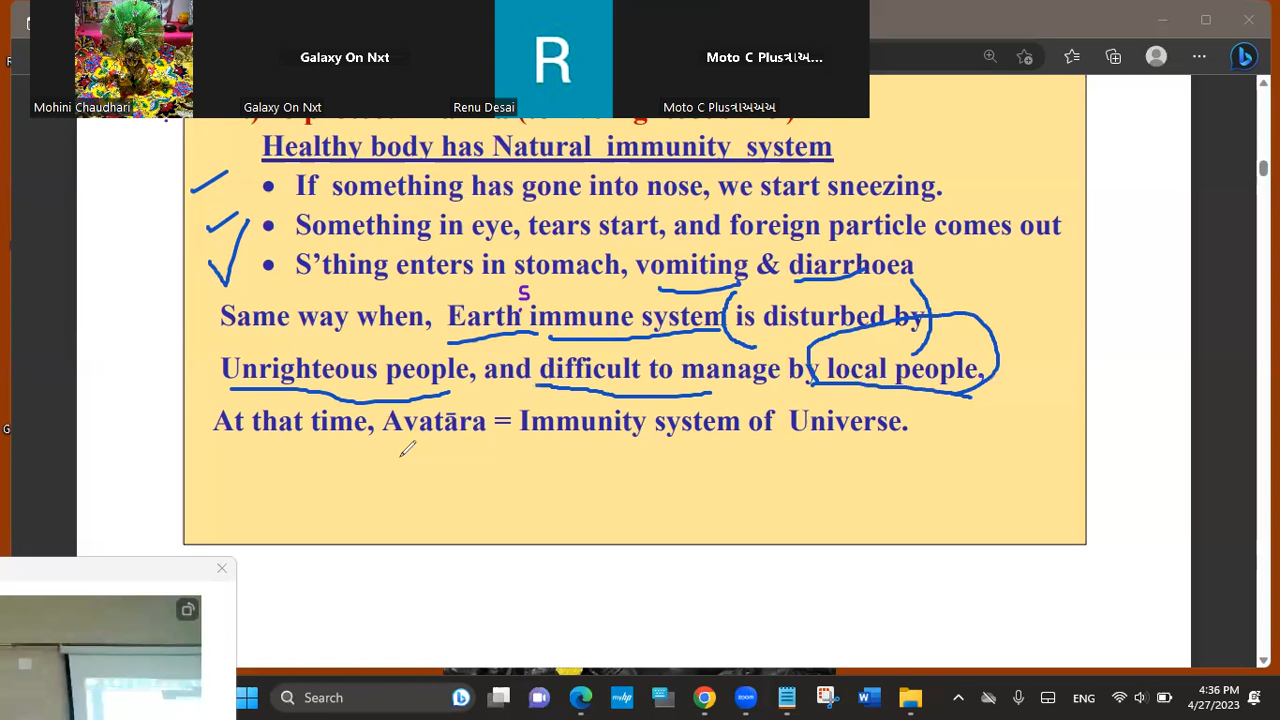 Galaxy On Nxt
R
Moto C Plusગુઅ...
Mohini Chaudhari
Galaxy On Nxt
Renu Desai
Healthy body has Natural immunity system
• If something has gone into nose, we start sneezing.
• Something in eye, tears start, and foreign particle comes out
• S'thing enters in stomach, vomiting & diarrhoea
s
Same way when, Earth' immune system is disturbed by
Unrighteous people, and difficult to manage by local people,
At that time, Avatāra = Immunity system of Universe.
Search
myhp
zoom
W
ENG
4:36 PM
4/27/2023